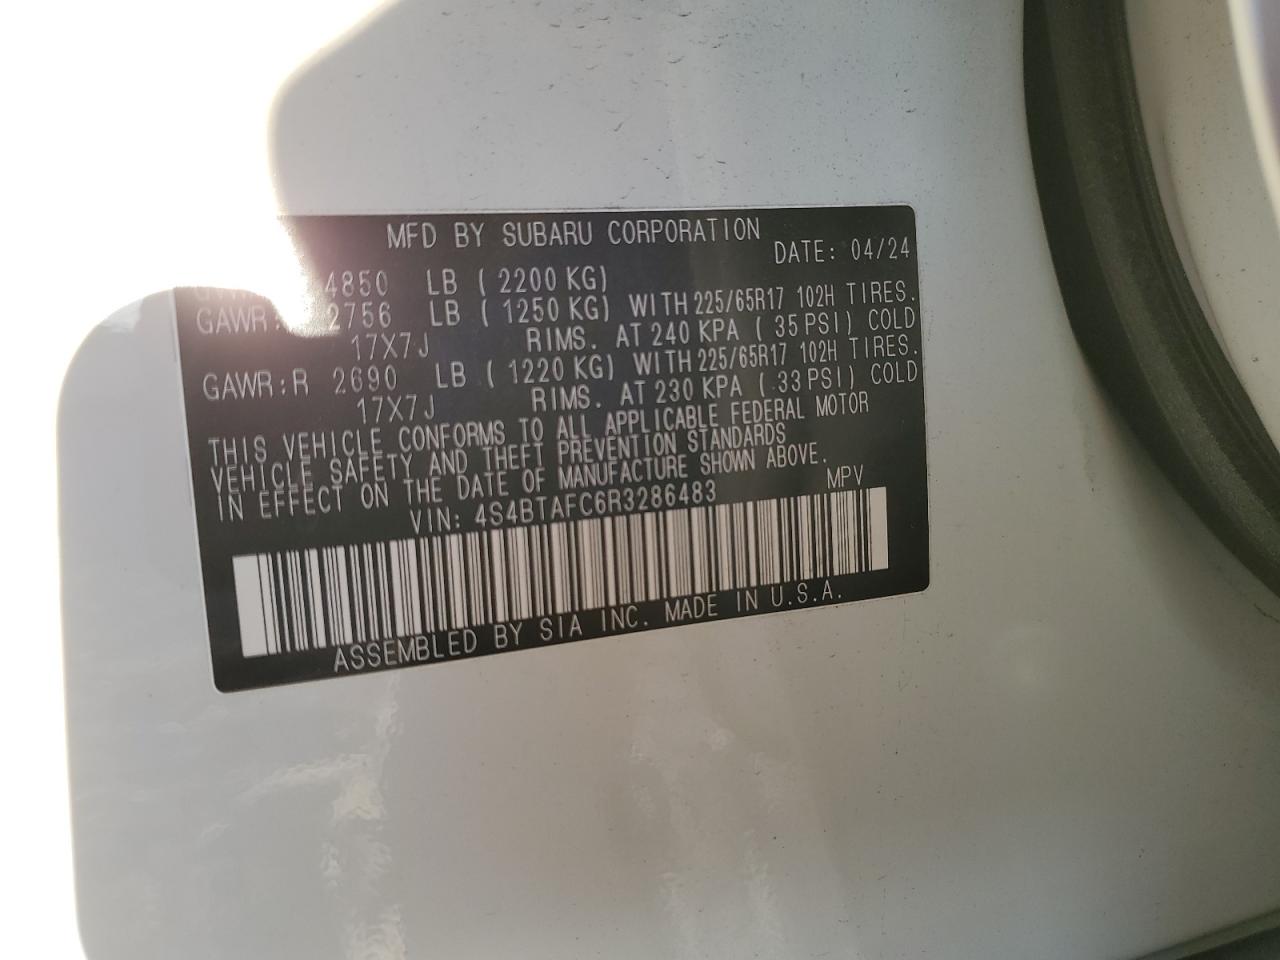 MFD BY SUBARU CORPORATION
DATE: 04/24
4850 LB ( 2200 KG)
GAWR: 2756 LB ( 1250 KG) WITH 225/65R17 102H TIRES.
17X7J RIMS. AT 240 KPA ( 35 PSI) COLD
GAWR:R 2690 LB ( 1220 KG) WITH 225/65R17 102H TIRES.
17X7J RIMS. AT 230 KPA ( 33 PSI) COLD
THIS VEHICLE CONFORMS TO ALL APPLICABLE FEDERAL MOTOR
VEHICLE SAFETY AND THEFT PREVENTION STANDARDS
IN EFFECT ON THE DATE OF MANUFACTURE SHOWN ABOVE.
VIN: 4S4BTAFC6R3286483 MPV
ASSEMBLED BY SIA INC. MADE IN U.S.A.